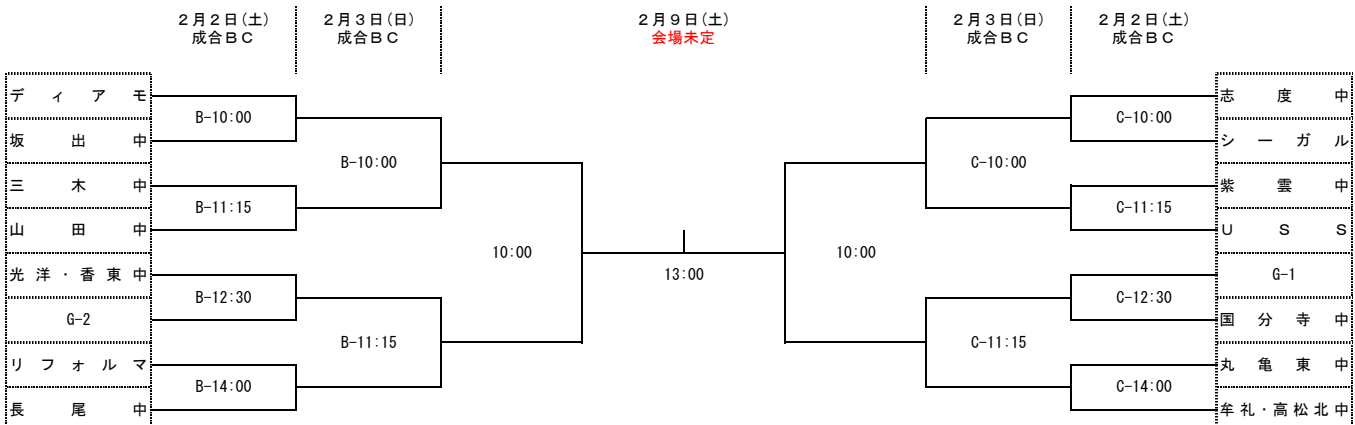 ２月２日(土)
成合ＢＣ
２月３日(日)
成合ＢＣ
２月９日(土)
会場未定
２月３日(日)
成合ＢＣ
２月２日(土)
成合ＢＣ
ディアモ
坂出中
三木中
山田中
光洋・香東中
G-2
リフォルマ
長尾中
B-10:00
B-11:15
B-12:30
B-14:00
B-10:00
B-11:15
10:00
13:00
10:00
C-10:00
C-11:15
C-10:00
C-11:15
C-12:30
C-14:00
志度中
シーガル
紫雲中
ＵＳＳ
G-1
国分寺中
丸亀東中
牟礼・高松北中